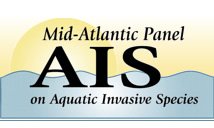 Mid-Atlantic Panel
AIS
on Aquatic Invasive Species